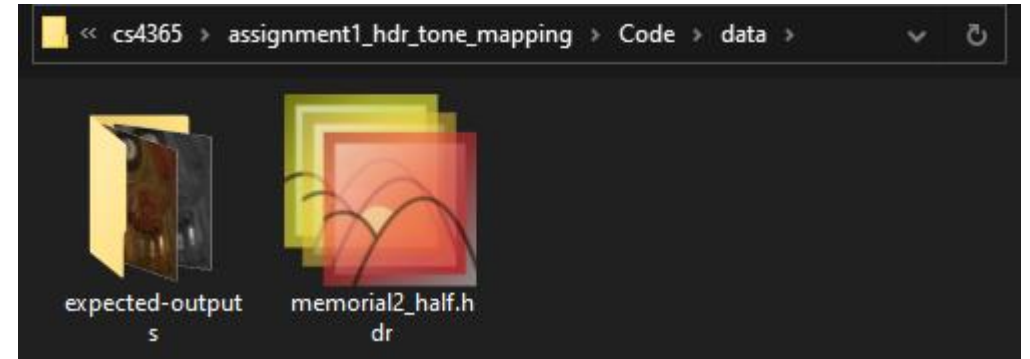 « cs4365 › assignment1_hdr_tone_mapping › Code › data ›
expected-output
s
memorial2_half.h
dr